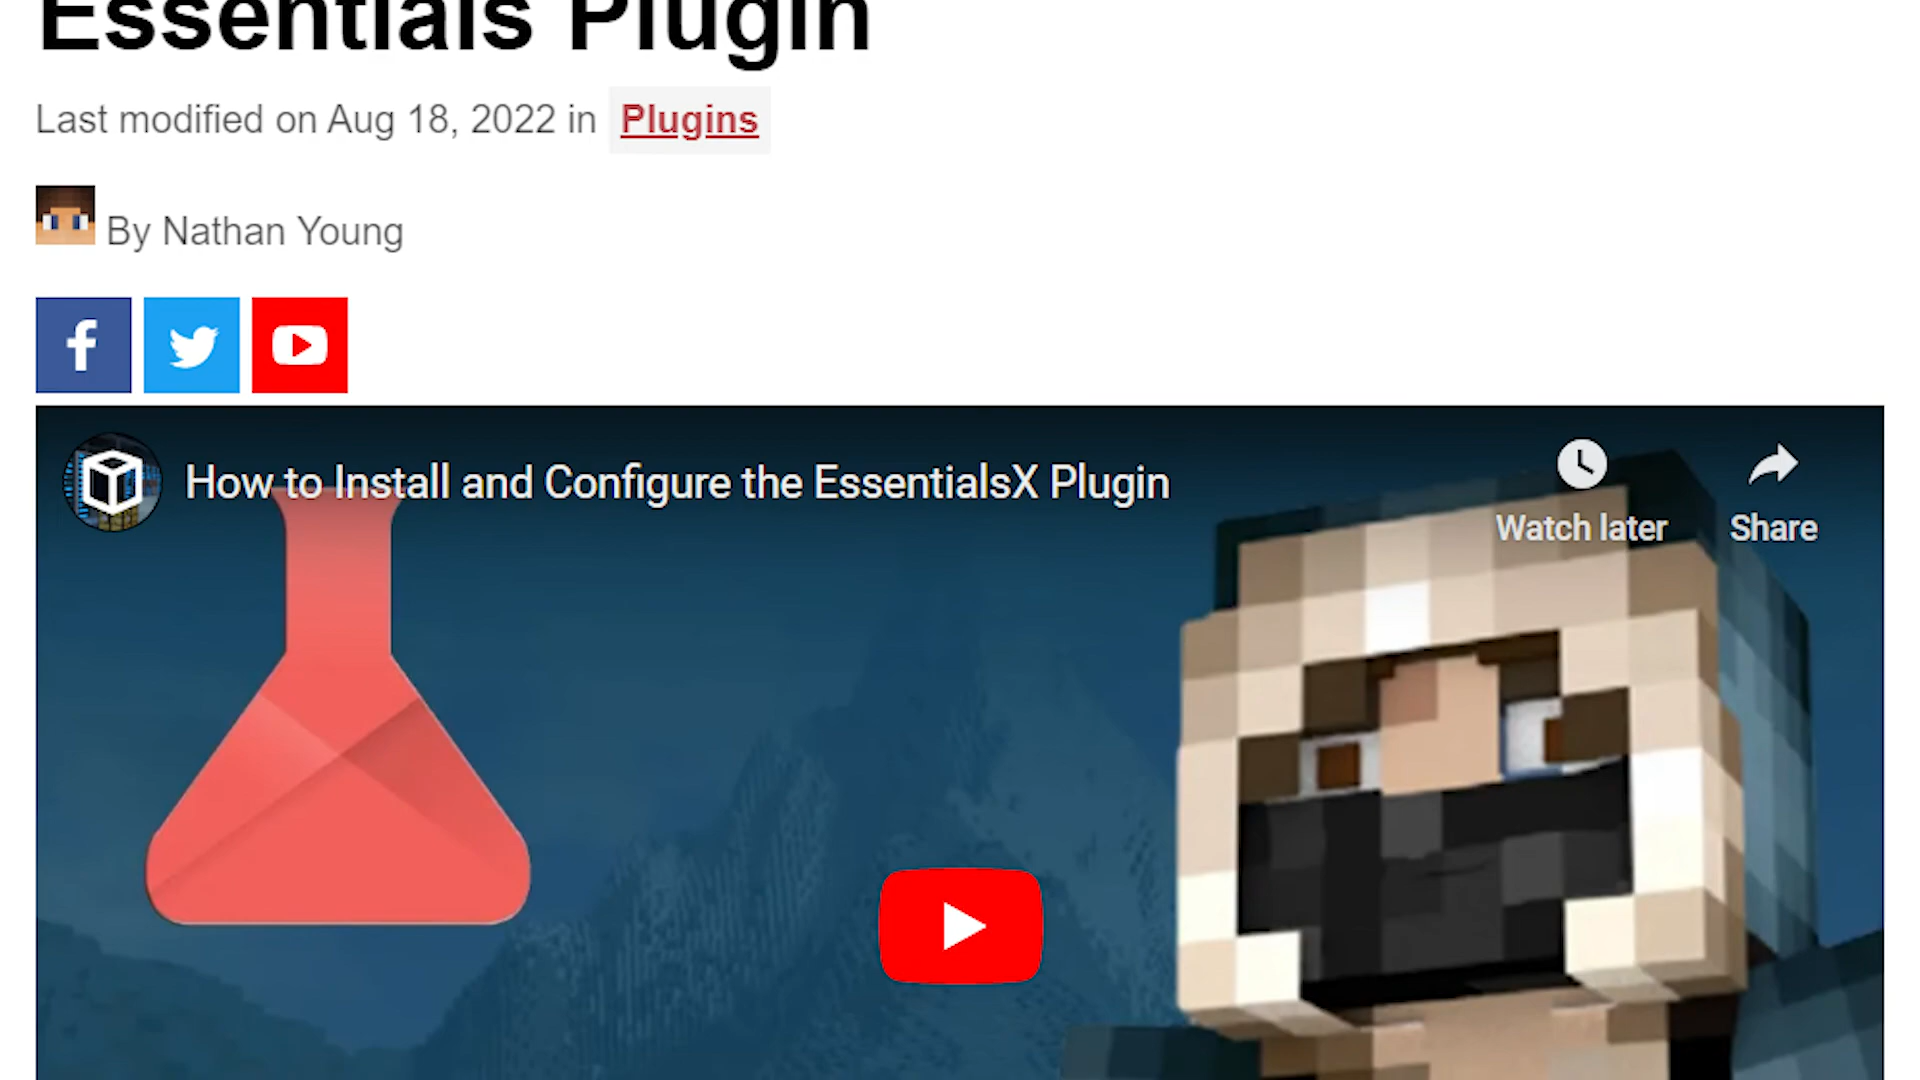 Essentials Plugin
Last modified on Aug 18, 2022 in Plugins
By Nathan Young
How to Install and Configure the EssentialsX Plugin
Watch later
Share